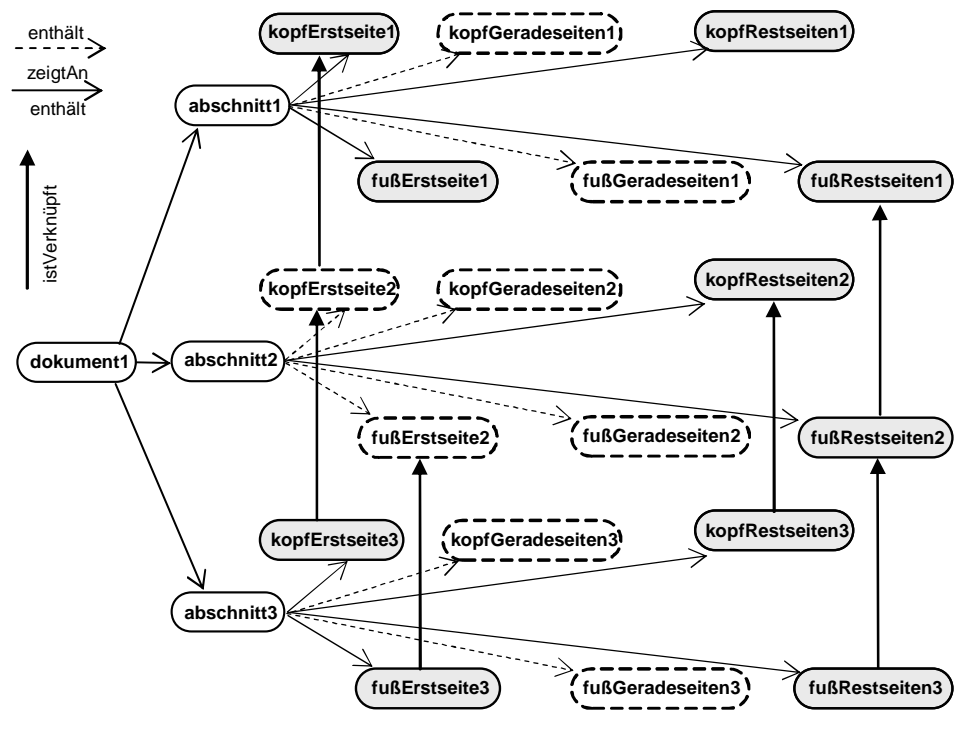 enthält
zeigtAn
enthält
istVerknüpft
kopfErstseite1
kopfGeradeseiten1
kopfRestseiten1
abschnitt1
fußErstseite1
fußGeradeseiten1
fußRestseiten1
kopfErstseite2
kopfGeradeseiten2
kopfRestseiten2
dokument1
abschnitt2
fußErstseite2
fußGeradeseiten2
fußRestseiten2
kopfErstseite3
kopfGeradeseiten3
kopfRestseiten3
abschnitt3
fußErstseite3
fußGeradeseiten3
fußRestseiten3